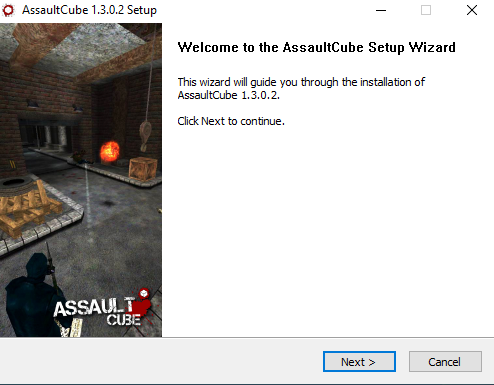 AssaultCube 1.3.0.2 Setup
Welcome to the AssaultCube Setup Wizard
This wizard will guide you through the installation of
AssaultCube 1.3.0.2.
Click Next to continue.
ASSAULT
CUBE
Next >
Cancel